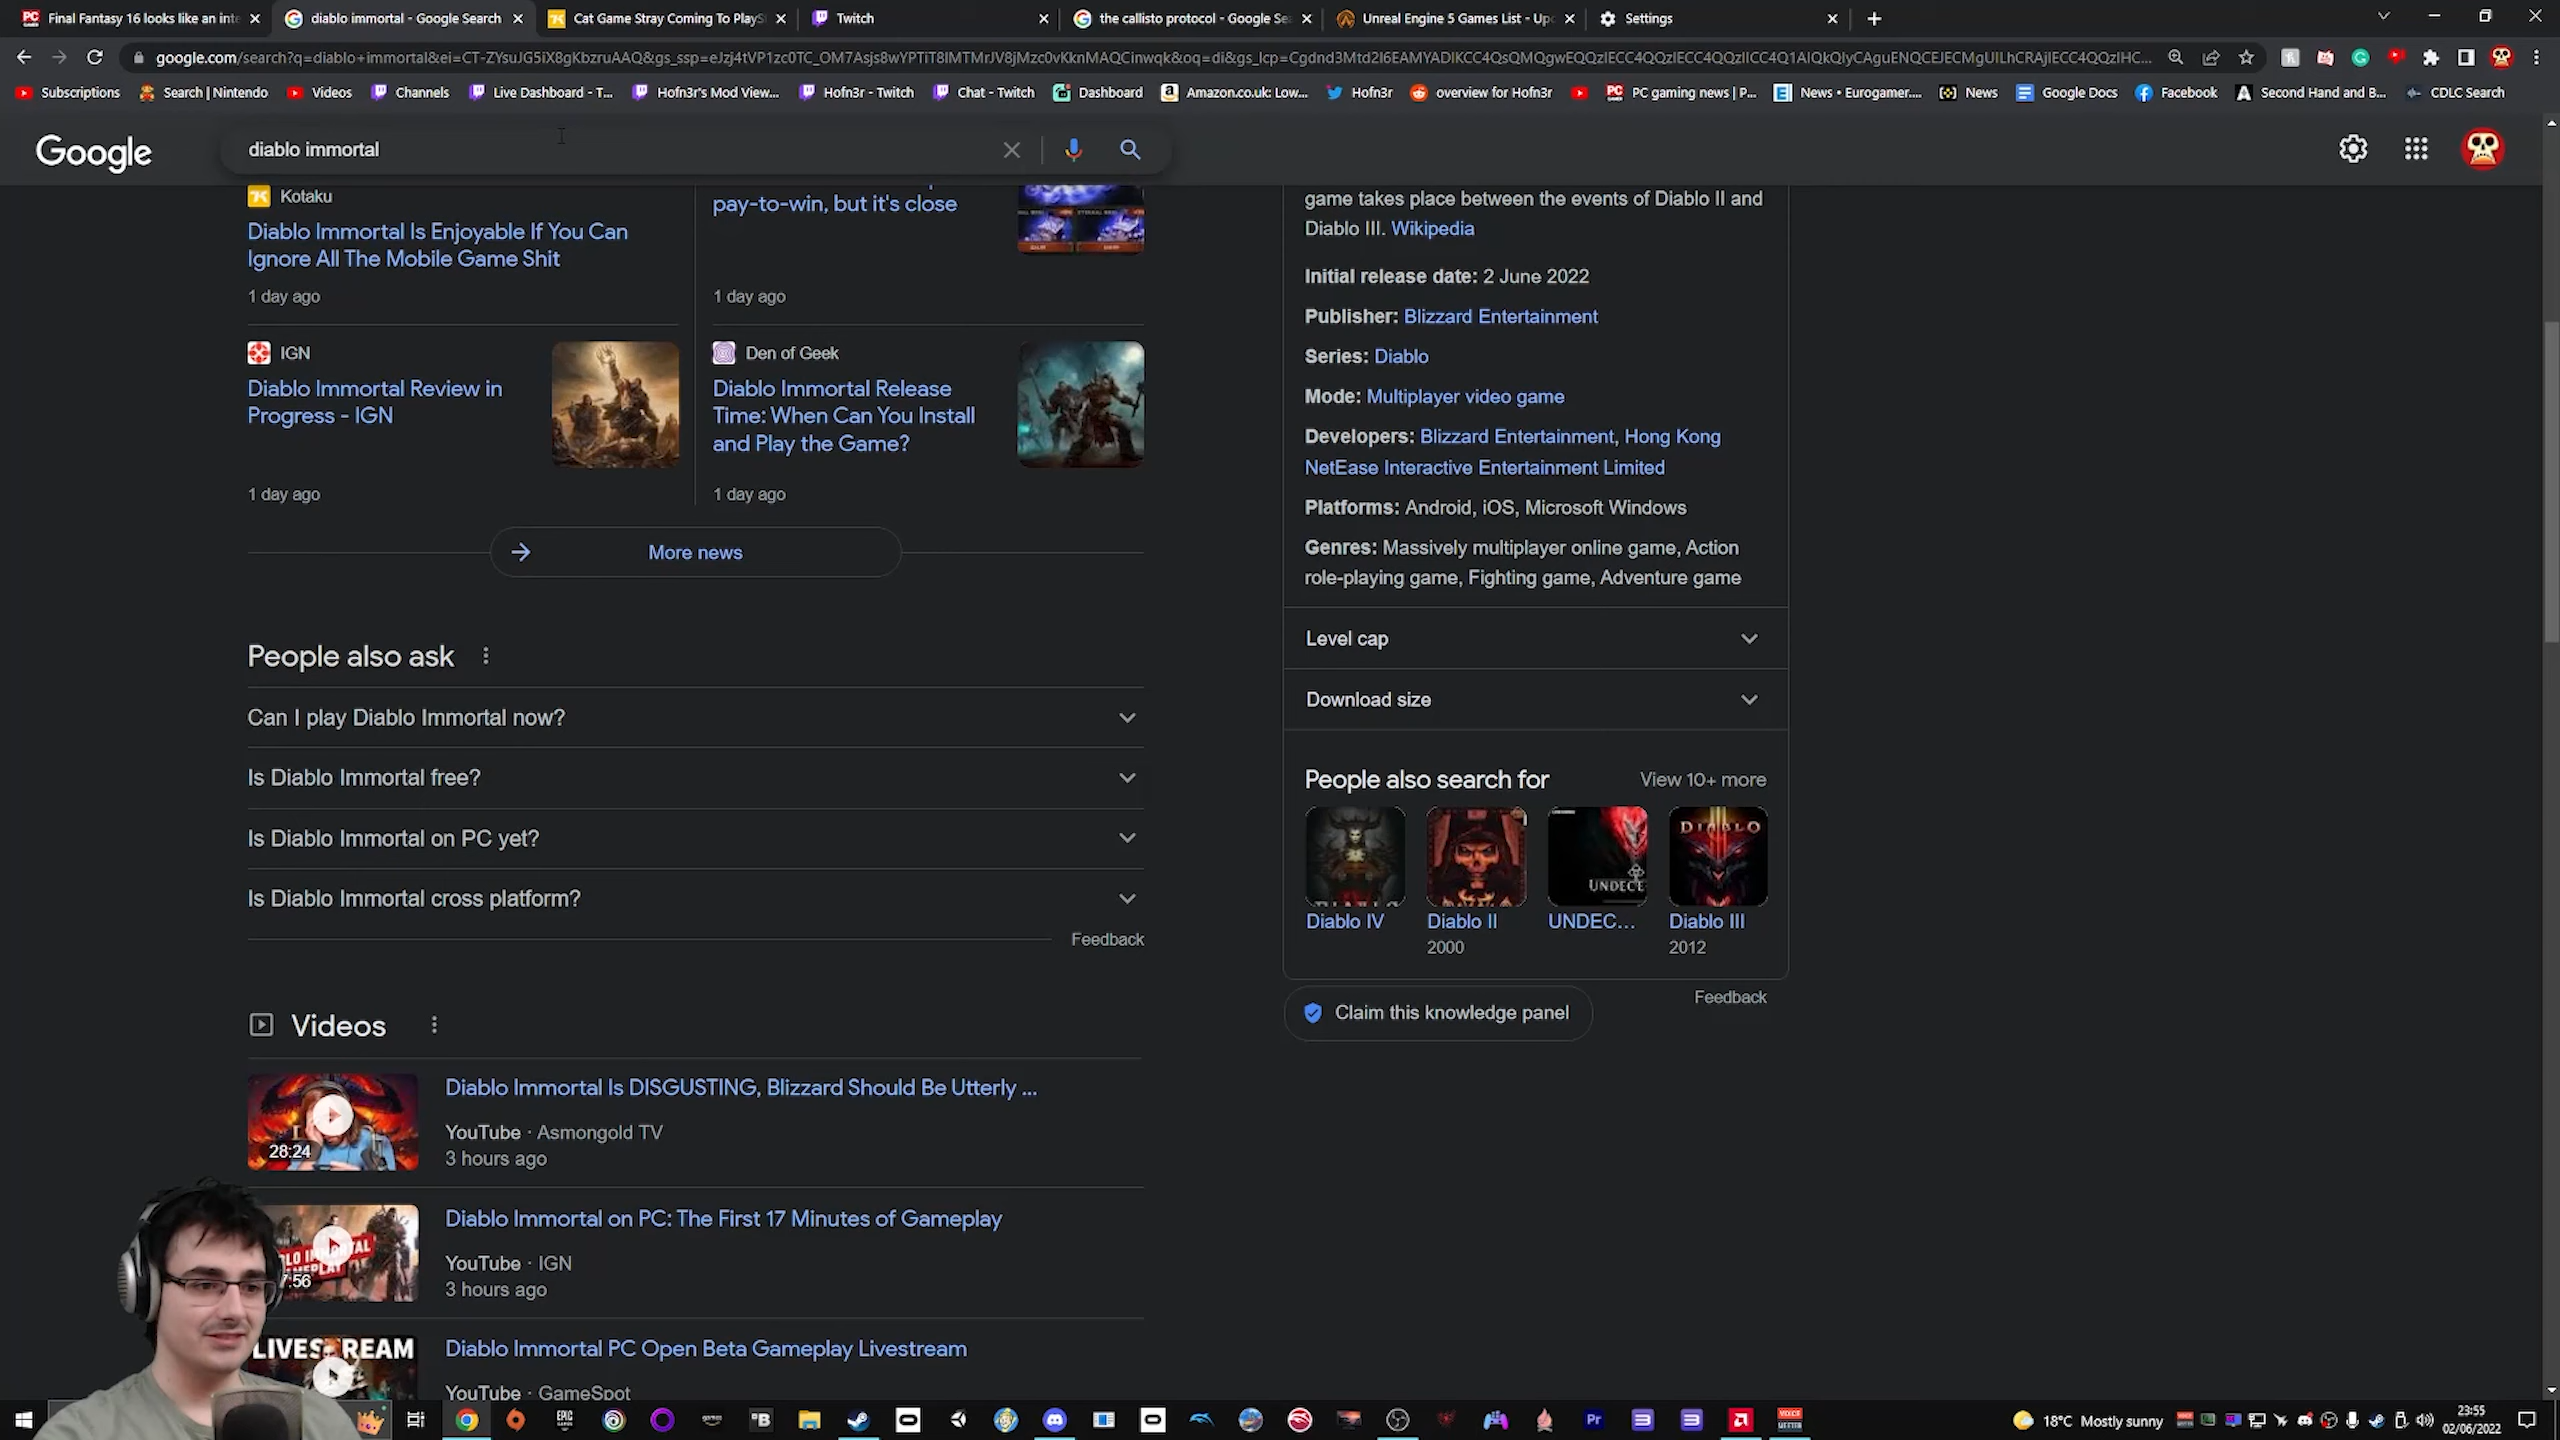 Final Fantasy 16 looks like an inte
diablo immortal - Google Search
Cat Game Stray Coming To PlayS
Twitch
the callisto protocol - Google Sea
Unreal Engine 5 Games List - Upc
Settings
Subscriptions
Search | Nintendo
Videos
Channels
Live Dashboard - T...
Hofn3r's Mod View...
Hofn3r - Twitch
Chat - Twitch
Dashboard
Amazon.co.uk: Low...
Hofn3r
overview for Hofn3r
PC gaming news | P...
News • Eurogamer....
News
Google Docs
Facebook
Second Hand and B...
CDLC Search
Google
diablo immortal
Kotaku
Diablo Immortal Is Enjoyable If You Can
Ignore All The Mobile Game Shit
1 day ago
pay-to-win, but it's close
1 day ago
IGN
Diablo Immortal Review in
Progress - IGN
1 day ago
Den of Geek
Diablo Immortal Release
Time: When Can You Install
and Play the Game?
1 day ago
More news
People also ask
Can I play Diablo Immortal now?
Is Diablo Immortal free?
Is Diablo Immortal on PC yet?
Is Diablo Immortal cross platform?
Feedback
Videos
Diablo Immortal Is DISGUSTING, Blizzard Should Be Utterly ...
YouTube · Asmongold TV
3 hours ago
28:24
Diablo Immortal on PC: The First 17 Minutes of Gameplay
YouTube · IGN
3 hours ago
7:56
Diablo Immortal PC Open Beta Gameplay Livestream
YouTube · GameSpot
game takes place between the events of Diablo II and
Diablo III. Wikipedia
Initial release date: 2 June 2022
Publisher: Blizzard Entertainment
Series: Diablo
Mode: Multiplayer video game
Developers: Blizzard Entertainment, Hong Kong
NetEase Interactive Entertainment Limited
Platforms: Android, iOS, Microsoft Windows
Genres: Massively multiplayer online game, Action
role-playing game, Fighting game, Adventure game
Level cap
Download size
People also search for
View 10+ more
DIABLO
UNDECE
Diablo IV
Diablo II
UNDEC...
Diablo III
2000
2012
Feedback
Claim this knowledge panel
18°C Mostly sunny
23:55
02/06/2022